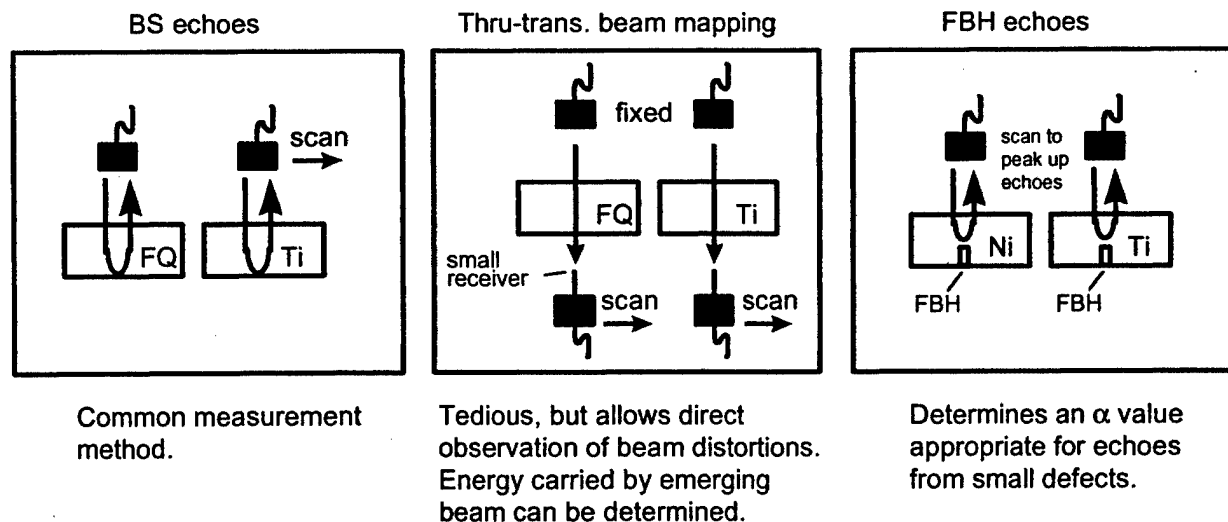 BS echoes
scan
FQ
Ti
Common measurement
method.
Thru-trans. beam mapping
fixed
FQ
Ti
small
receiver
scan
scan
Tedious, but allows direct
observation of beam distortions.
Energy carried by emerging
beam can be determined.
FBH echoes
scan to
peak up
echoes
Ni
Ti
FBH
FBH
Determines an α value
appropriate for echoes
from small defects.